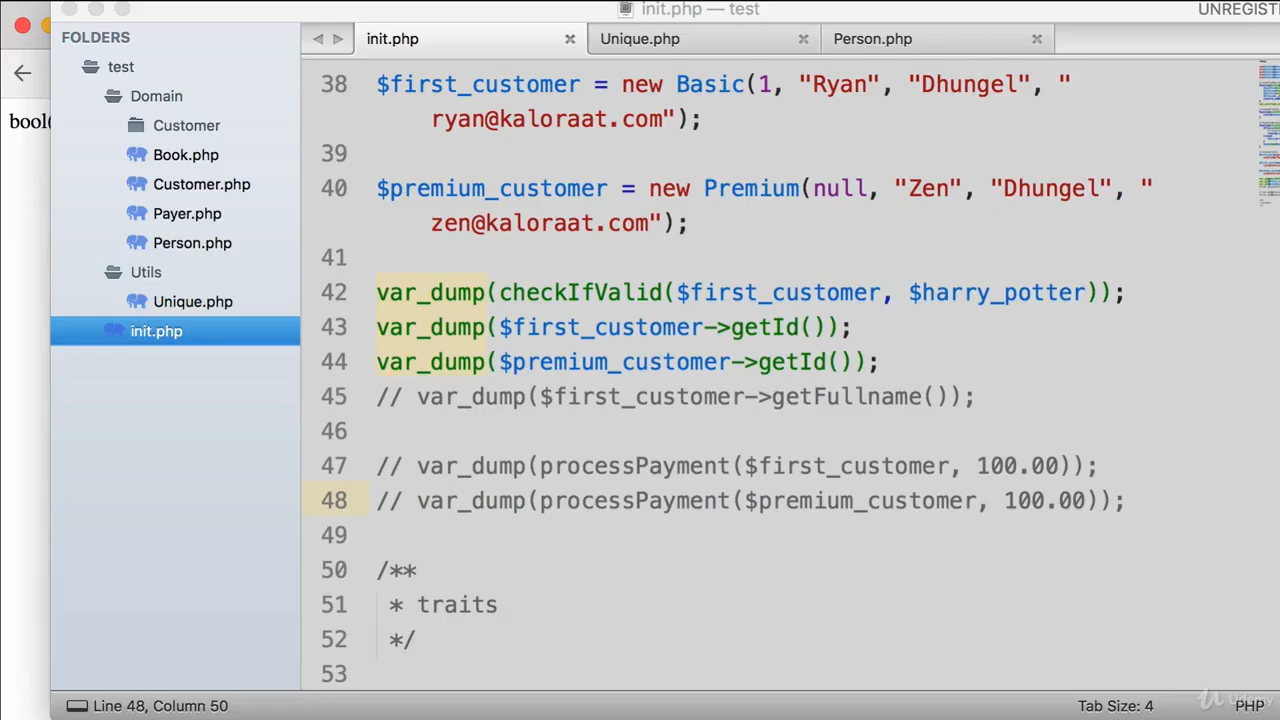 init.php — test
UNREGIST
FOLDERS
test
Domain
Customer
Book.php
Customer.php
Payer.php
Person.php
Utils
Unique.php
init.php
bool(
init.php
Unique.php
Person.php
38 $first_customer = new Basic(1, "Ryan", "Dhungel", "
ryan@kaloraat.com");
39
40 $premium_customer = new Premium(null, "Zen", "Dhungel", "
zen@kaloraat.com");
41
42 var_dump(checkIfValid($first_customer, $harry_potter));
43 var_dump($first_customer->getId());
44 var_dump($premium_customer->getId());
45 // var_dump($first_customer->getFullname());
46
47 // var_dump(processPayment($first_customer, 100.00));
48 // var_dump(processPayment($premium_customer, 100.00));
49
50 /**
51 * traits
52 */
53
Line 48, Column 50
Tab Size: 4
PHP
Udemy